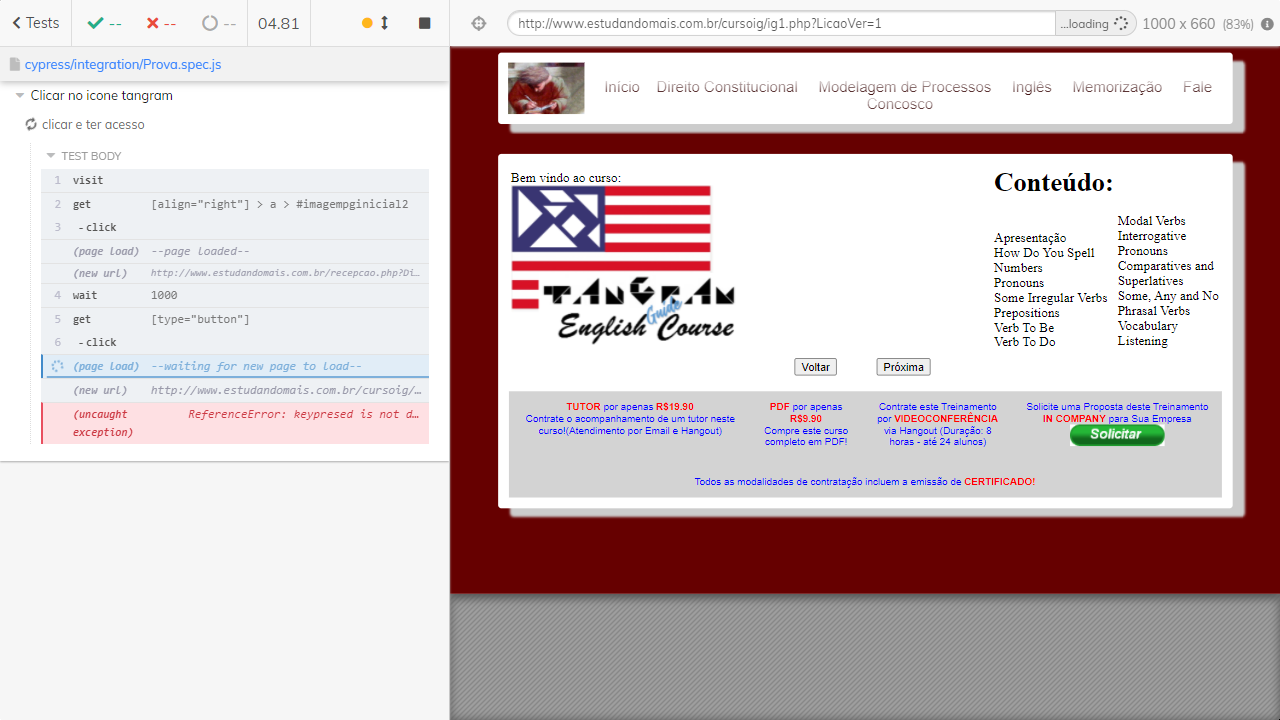 Tests
--
--
--
04.81
http://www.estudandomais.com.br/cursoig/ig1.php?LicaoVer=1
...loading
1000 x 660 (83%)
cypress/integration/Prova.spec.js
Clicar no icone tangram
clicar e ter acesso
TEST BODY
1 visit
2 get [align="right"] > a > #imagempginicial2
3 - click
(page load) --page loaded--
(new url) http://www.estudandomais.com.br/recepcao.php?Di…
4 wait 1000
5 get [type="button"]
6 - click
(page load) --waiting for new page to load--
(new url) http://www.estudandomais.com.br/cursoig/…
(uncaught exception) ReferenceError: keypresed is not d…
Início Direito Constitucional Modelagem de Processos Inglês Memorização Fale
Concosco
Bem vindo ao curso:
TANGRAM
Guide
English Course
Conteúdo:
Apresentação
How Do You Spell
Numbers
Pronouns
Some Irregular Verbs
Prepositions
Verb To Be
Verb To Do
Modal Verbs
Interrogative
Pronouns
Comparatives and
Superlatives
Some, Any and No
Phrasal Verbs
Vocabulary
Listening
Voltar
Próxima
TUTOR por apenas R$19.90
Contrate o acompanhamento de um tutor neste
curso!(Atendimento por Email e Hangout)
PDF por apenas
R$9.90
Compre este curso
completo em PDF!
Contrate este Treinamento
por VIDEOCONFERÊNCIA
via Hangout (Duração: 8
horas - até 24 alunos)
Solicite uma Proposta deste Treinamento
IN COMPANY para Sua Empresa
Solicitar
Todos as modalidades de contratação incluem a emissão de CERTIFICADO!